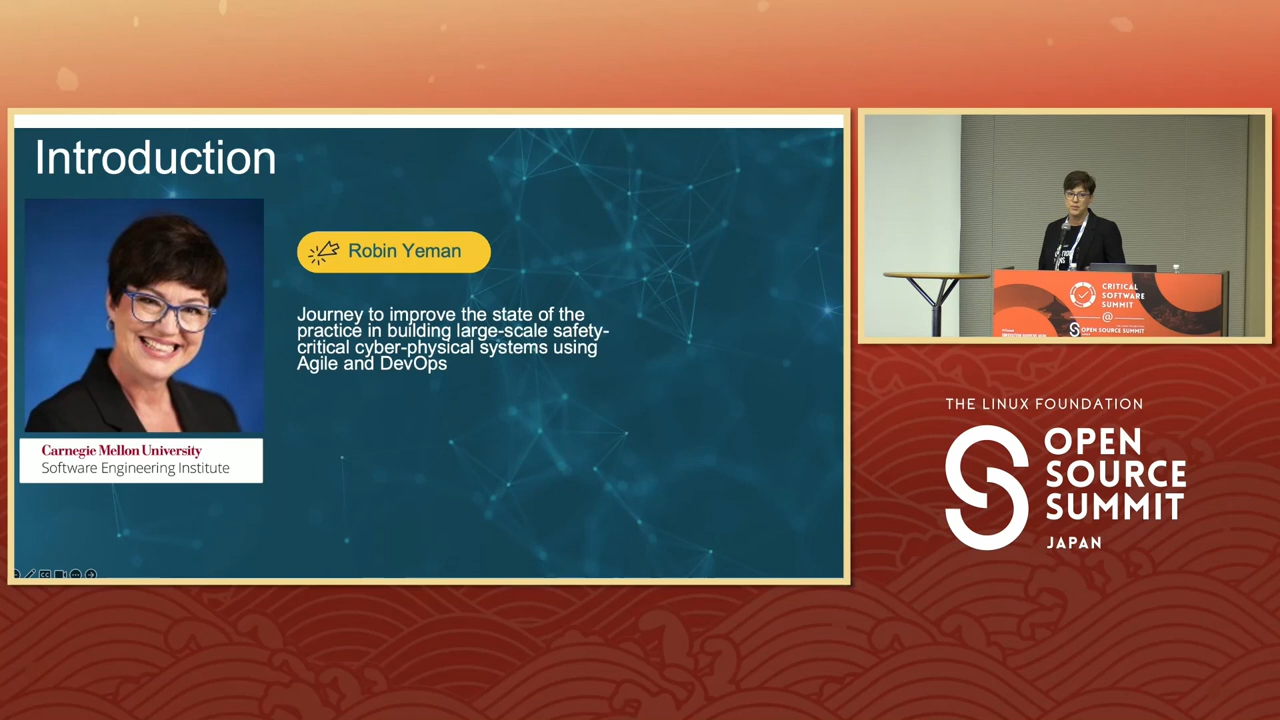 Introduction
Robin Yeman
Journey to improve the state of the
practice in building large-scale safety-
critical cyber-physical systems using
Agile and DevOps
Carnegie Mellon University
Software Engineering Institute
CRITICAL
SOFTWARE
SUMMIT
@
OPEN SOURCE SUMMIT
THE LINUX FOUNDATION
OPEN
SOURCE
SUMMIT
JAPAN